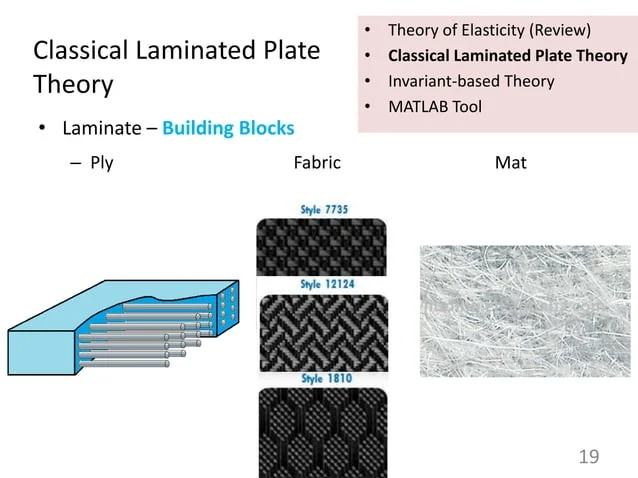 Classical Laminated Plate
Theory
• Theory of Elasticity (Review)
• Classical Laminated Plate Theory
• Invariant-based Theory
• MATLAB Tool
• Laminate – Building Blocks
– Ply
Fabric
Mat
Style 7735
Style 12124
Style 1810
19